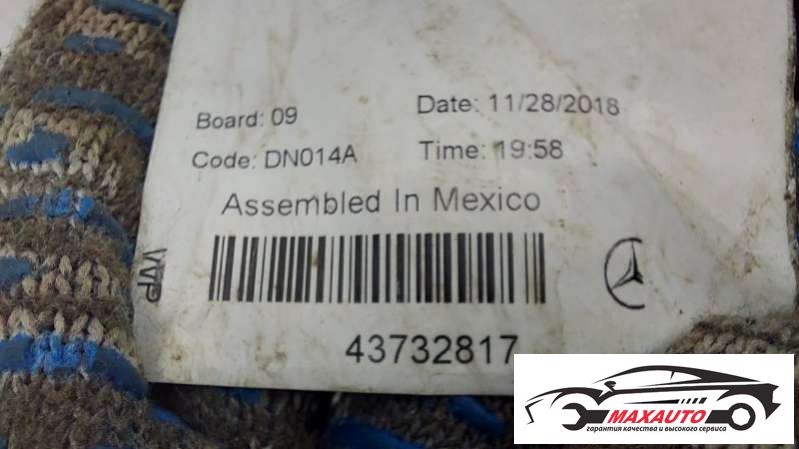 Board: 09
Date: 11/28/2018
Code: DN014A
Time: 19:58
Assembled In Mexico
43732817
MAXAUTO
гарантия качества и высокого сервиса